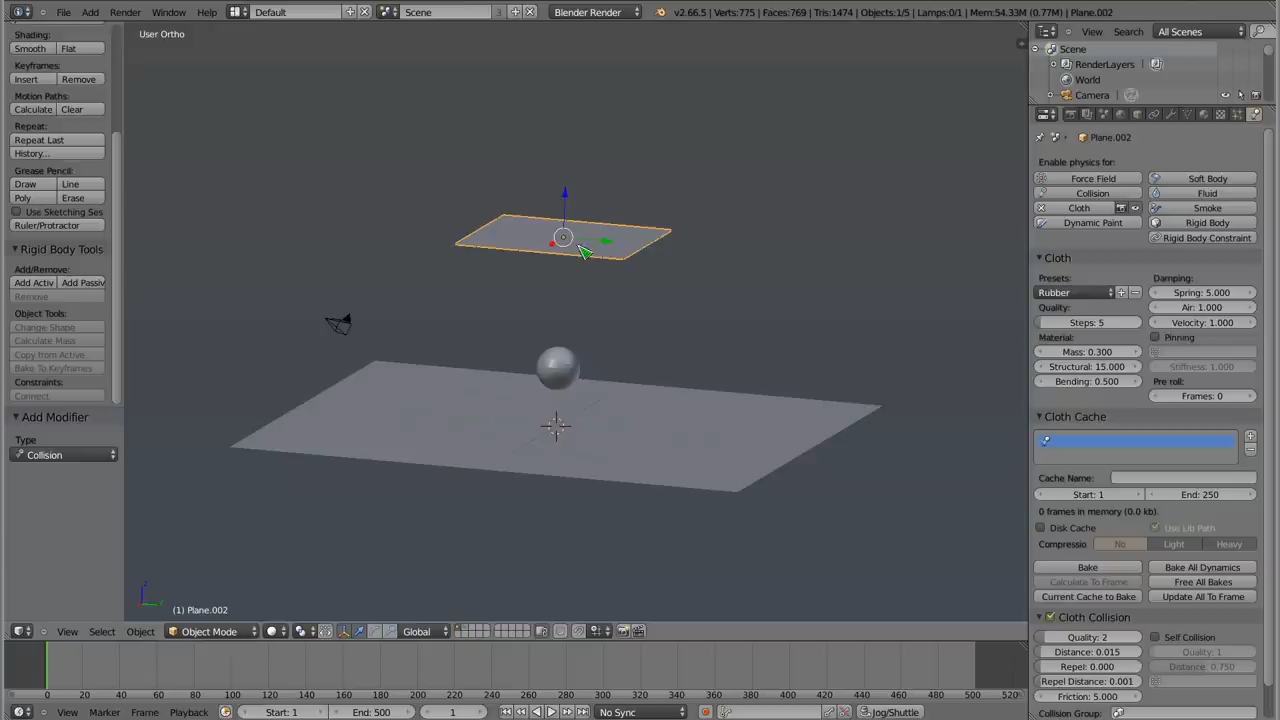 File Add Render Window Help Default Scene 3 Blender Render v2.66.5 | Verts:775 | Faces:769 | Tris:1474 | Objects:1/5 | Lamps:0/1 | Mem:54.33M (0.77M) | Plane.002
Shading:
Smooth Flat
Keyframes:
Insert Remove
Motion Paths:
Calculate Clear
Repeat:
Repeat Last
History...
Grease Pencil:
Draw Line
Poly Erase
Use Sketching Ses
Ruler/Protractor
Rigid Body Tools
Add/Remove:
Add Activ Add Passiv
Remove
Object Tools:
Change Shape
Calculate Mass
Copy from Active
Bake To Keyframes
Constraints:
Connect
Add Modifier
Type
Collision
User Ortho
(1) Plane.002
View Select Object Object Mode Global
View Search All Scenes
Scene
RenderLayers
World
Camera
Plane.002
Enable physics for:
Force Field Soft Body
Collision Fluid
Cloth Smoke
Dynamic Paint Rigid Body
Rigid Body Constraint
Cloth
Presets: Damping:
Rubber Spring: 5.000
Quality: Air: 1.000
Steps: 5 Velocity: 1.000
Material: Pinning
Mass: 0.300
Structural: 15.000 Stiffness: 1.000
Bending: 0.500 Pre roll:
Frames: 0
Cloth Cache
Cache Name:
Start: 1 End: 250
0 frames in memory (0.0 kb).
Disk Cache Use Lib Path
Compressio No Light Heavy
Bake Bake All Dynamics
Calculate To Frame Free All Bakes
Current Cache to Bake Update All To Frame
Cloth Collision
Quality: 2 Self Collision
Distance: 0.015 Quality: 1
Repel: 0.000 Distance: 0.750
Repel Distance: 0.001
Friction: 5.000
Collision Group:
0 20 40 60 80 100 120 140 160 180 200 220 240 260 280 300 320 340 360 380 400 420 440 460 480 500 520
View Marker Frame Playback Start: 1 End: 500 1 No Sync Jog/Shuttle